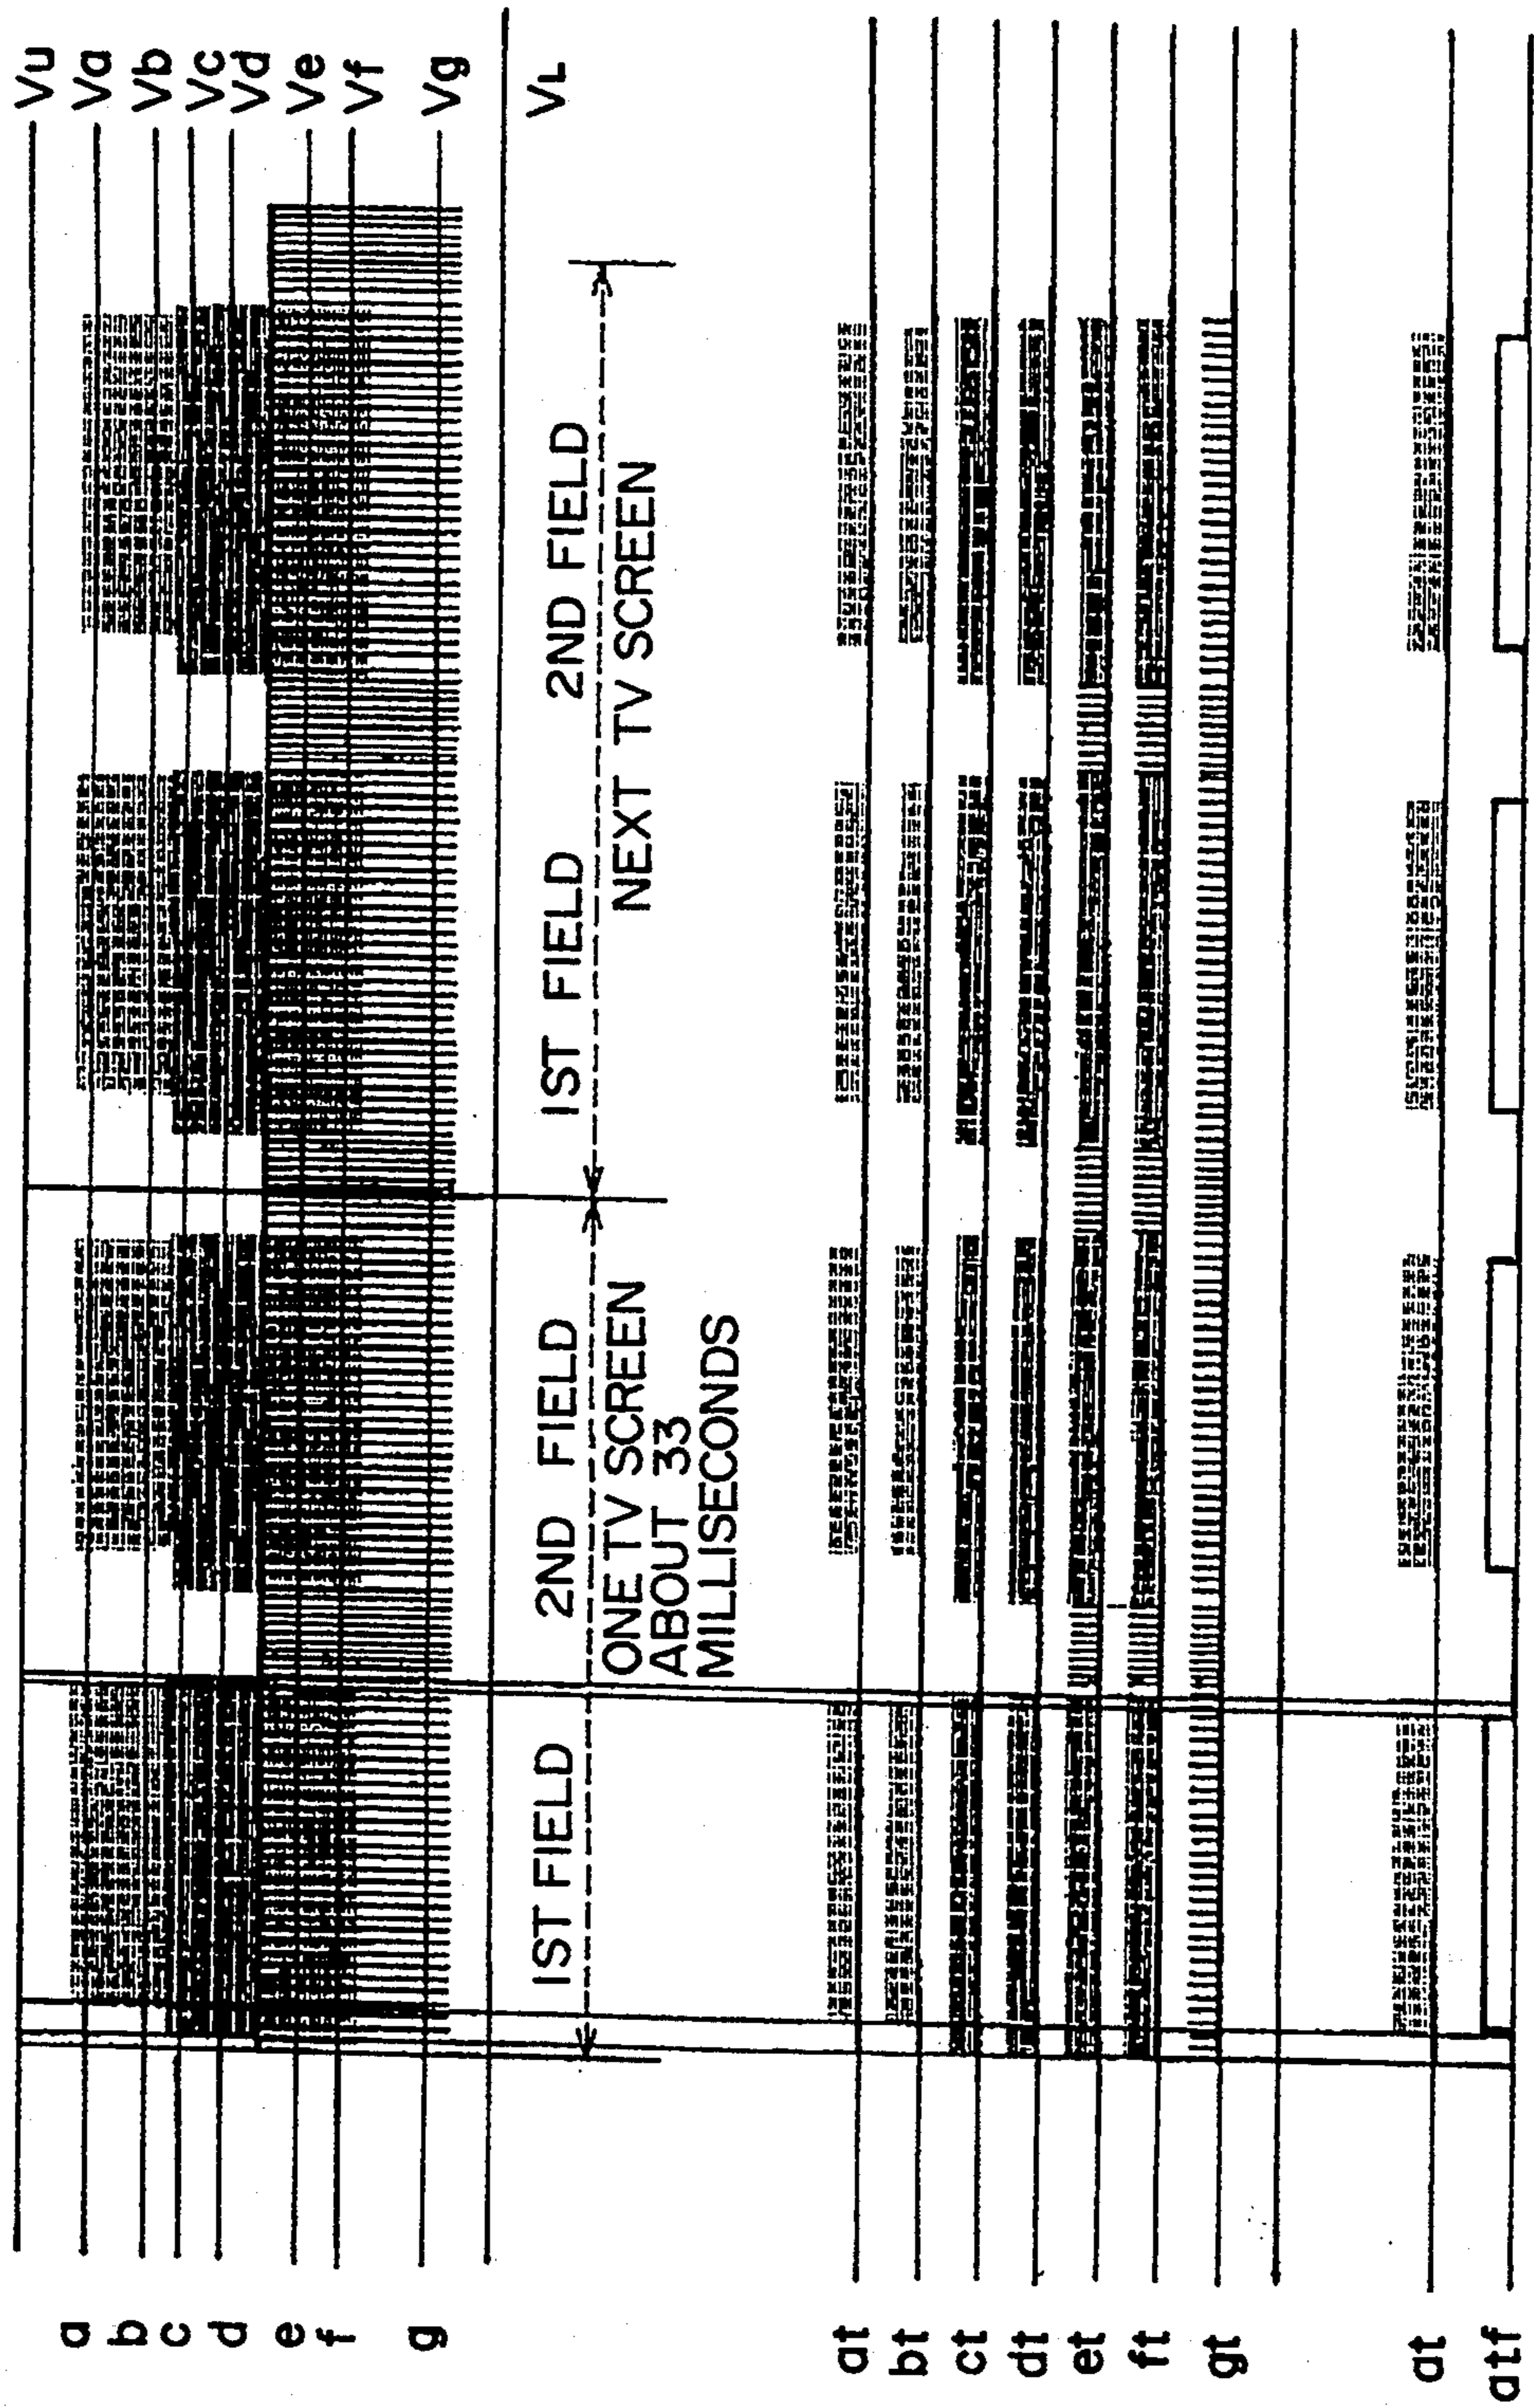 Vu
Va
Vb
Vc
Vd
Ve
Vf
Vg
VL
a
b
c
d
e
f
g
1ST FIELD
2ND FIELD
1ST FIELD
2ND FIELD
ONE TV SCREEN
ABOUT 33
MILLISECONDS
NEXT TV SCREEN
at
bt
ct
dt
et
ft
gt
at
atf